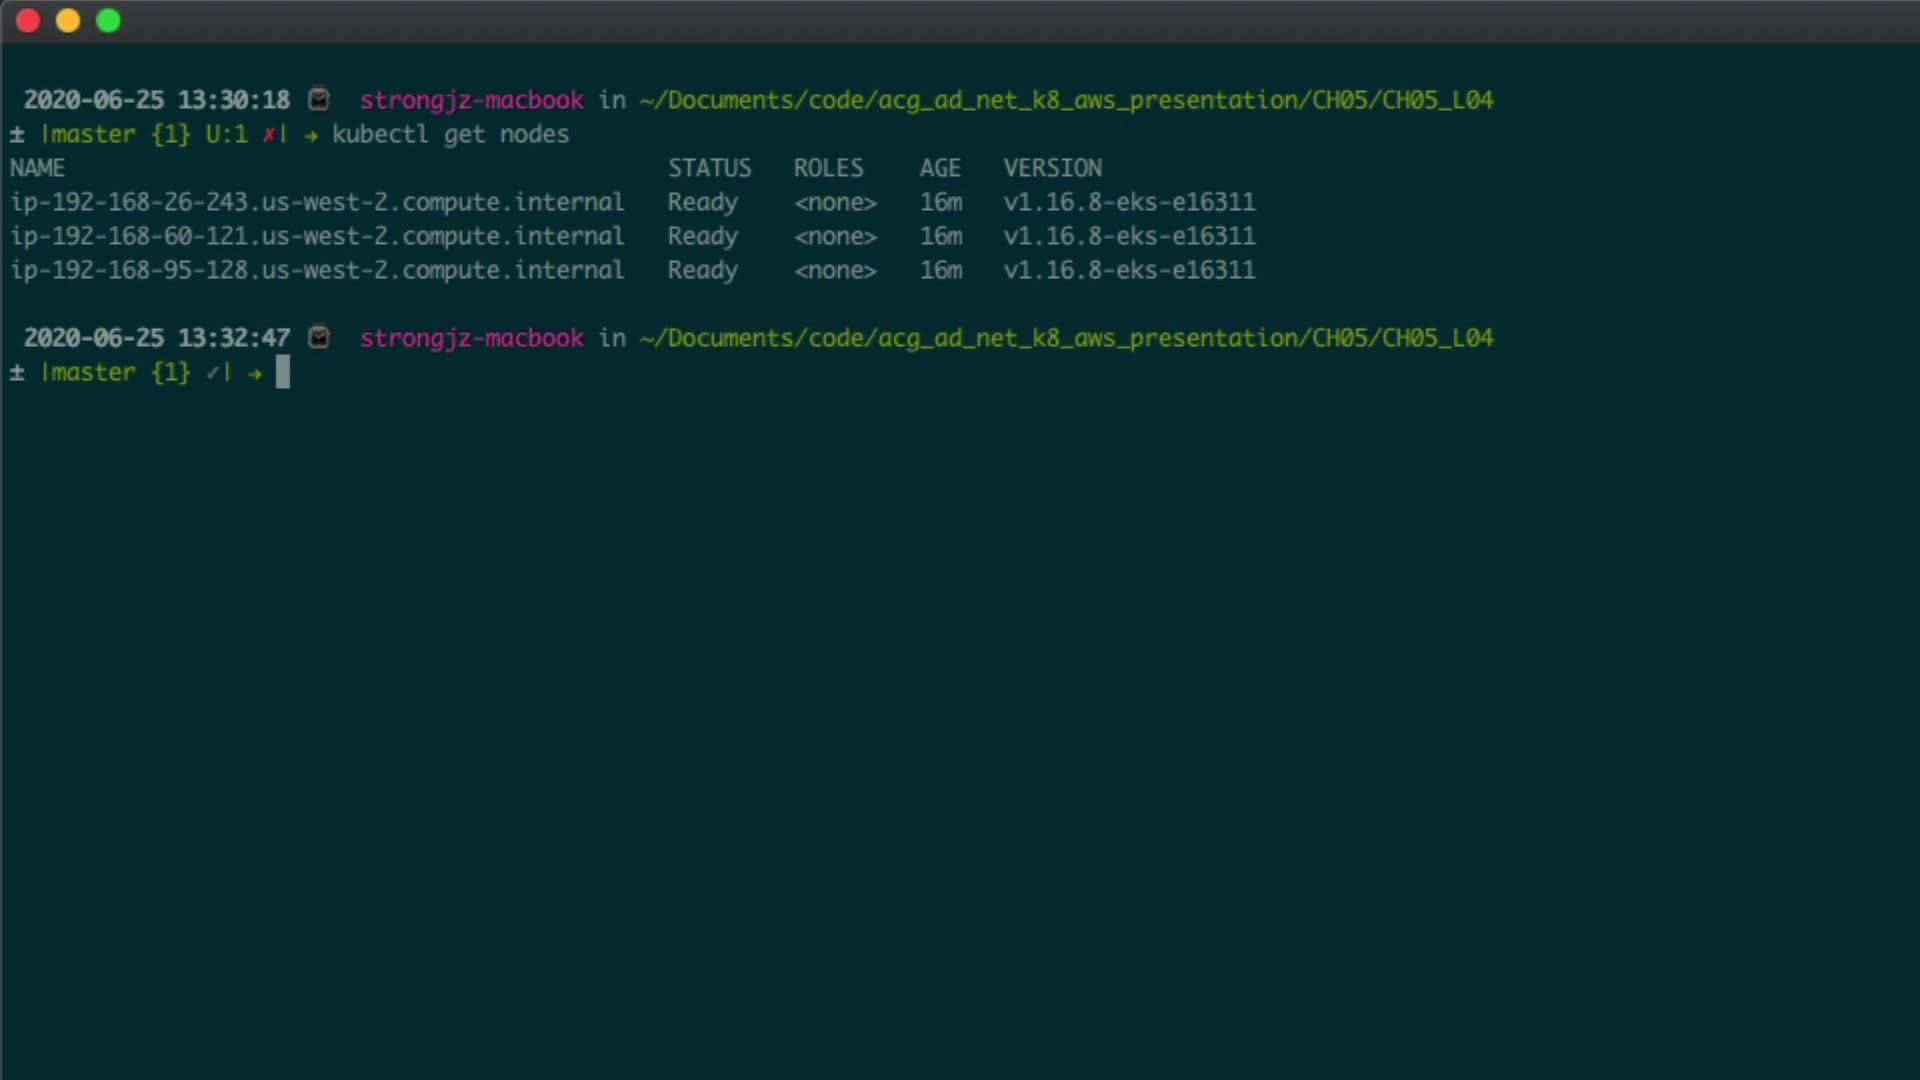 2020-06-25 13:30:18 strongjz-macbook in ~/Documents/code/acg_ad_net_k8_aws_presentation/CH05/CH05_L04
± |master {1} U:1 ✗| → kubectl get nodes
NAME STATUS ROLES AGE VERSION
ip-192-168-26-243.us-west-2.compute.internal Ready <none> 16m v1.16.8-eks-e16311
ip-192-168-60-121.us-west-2.compute.internal Ready <none> 16m v1.16.8-eks-e16311
ip-192-168-95-128.us-west-2.compute.internal Ready <none> 16m v1.16.8-eks-e16311
2020-06-25 13:32:47 strongjz-macbook in ~/Documents/code/acg_ad_net_k8_aws_presentation/CH05/CH05_L04
± |master {1} ✓| →